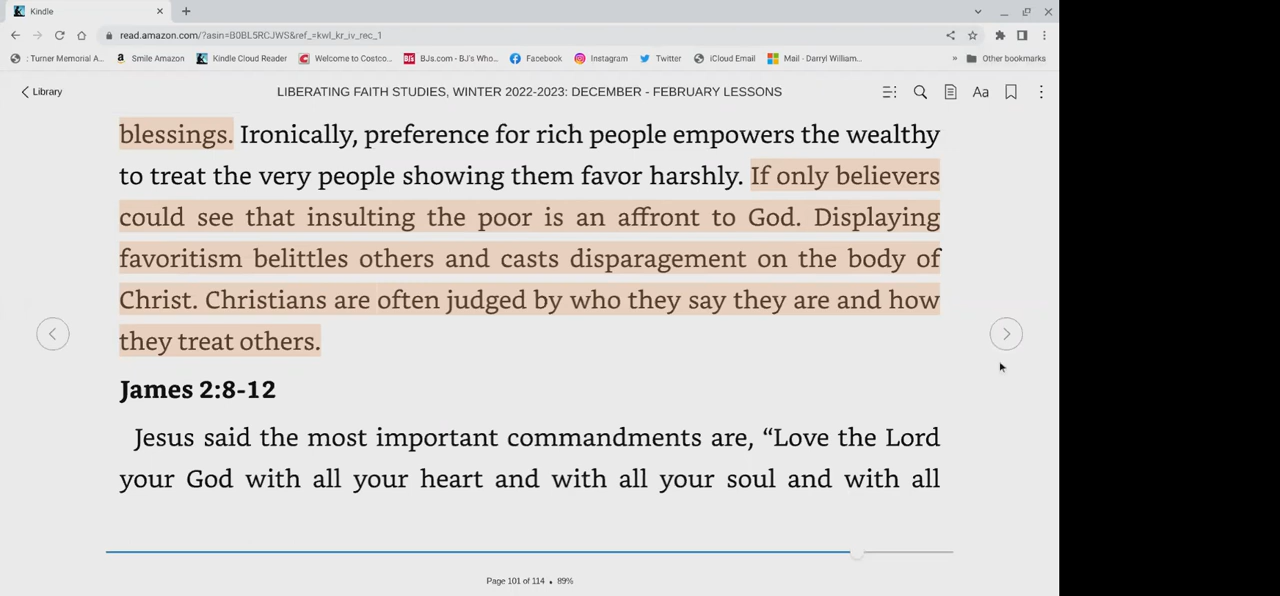 Kindle
read.amazon.com/?asin=B0BL5RCJWS&ref_=kwl_kr_iv_rec_1
: Turner Memorial A... Smile Amazon Kindle Cloud Reader Welcome to Costco... BJs.com - BJ's Who... Facebook Instagram Twitter iCloud Email Mail - Darryl William... » Other bookmarks
Library LIBERATING FAITH STUDIES, WINTER 2022-2023: DECEMBER - FEBRUARY LESSONS Aa
blessings. Ironically, preference for rich people empowers the wealthy
to treat the very people showing them favor harshly. If only believers
could see that insulting the poor is an affront to God. Displaying
favoritism belittles others and casts disparagement on the body of
Christ. Christians are often judged by who they say they are and how
they treat others.
James 2:8-12
Jesus said the most important commandments are, “Love the Lord
your God with all your heart and with all your soul and with all
Page 101 of 114 • 89%